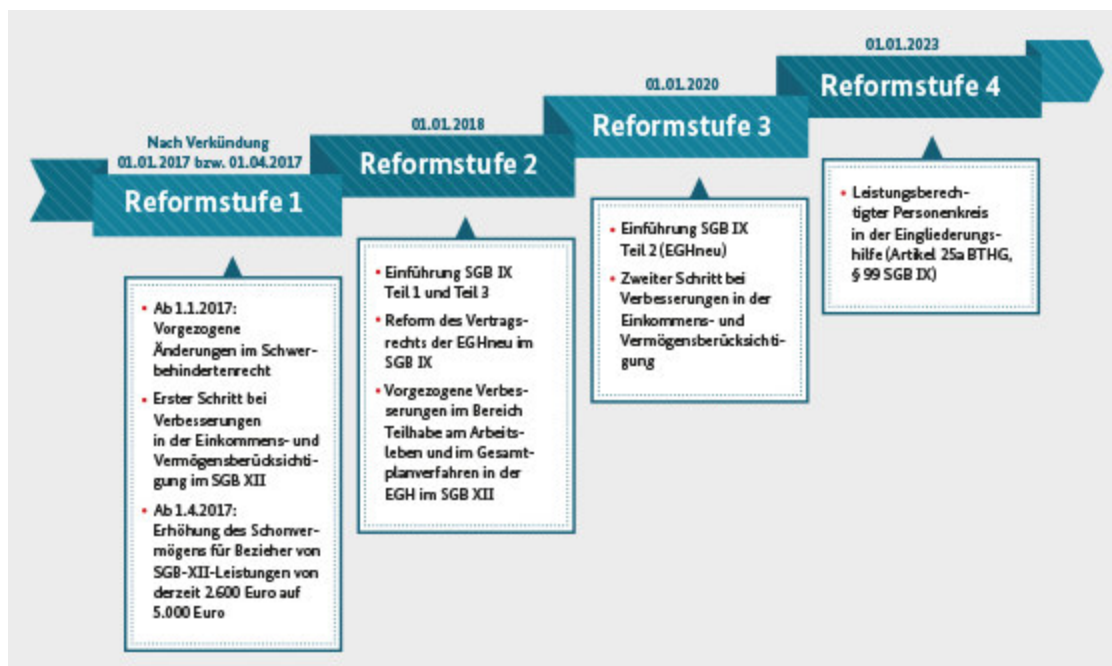 Nach Verkündung
01.01.2017 bzw. 01.04.2017
Reformstufe 1
• Ab 1.1.2017:
Vorgezogene
Änderungen im Schwer-
behindertenrecht
• Erster Schritt bei
Verbesserungen
in der Einkommens- und
Vermögensberücksichti-
gung im SGB XII
• Ab 1.4.2017:
Erhöhung des Schonver-
mögens für Bezieher von
SGB-XII-Leistungen von
derzeit 2.600 Euro auf
5.000 Euro
01.01.2018
Reformstufe 2
• Einführung SGB IX
Teil 1 und Teil 3
• Reform des Vertrags-
rechts der EGHneu im
SGB IX
• Vorgezogene Verbes-
serungen im Bereich
Teilhabe am Arbeits-
leben und im Gesamt-
planverfahren in der
EGH im SGB XII
01.01.2020
Reformstufe 3
• Einführung SGB IX
Teil 2 (EGHneu)
• Zweiter Schritt bei
Verbesserungen in der
Einkommens- und
Vermögensberücksichti-
gung
01.01.2023
Reformstufe 4
• Leistungsberech-
tigter Personenkreis
in der Eingliederungs-
hilfe (Artikel 25a BTHG,
§ 99 SGB IX)